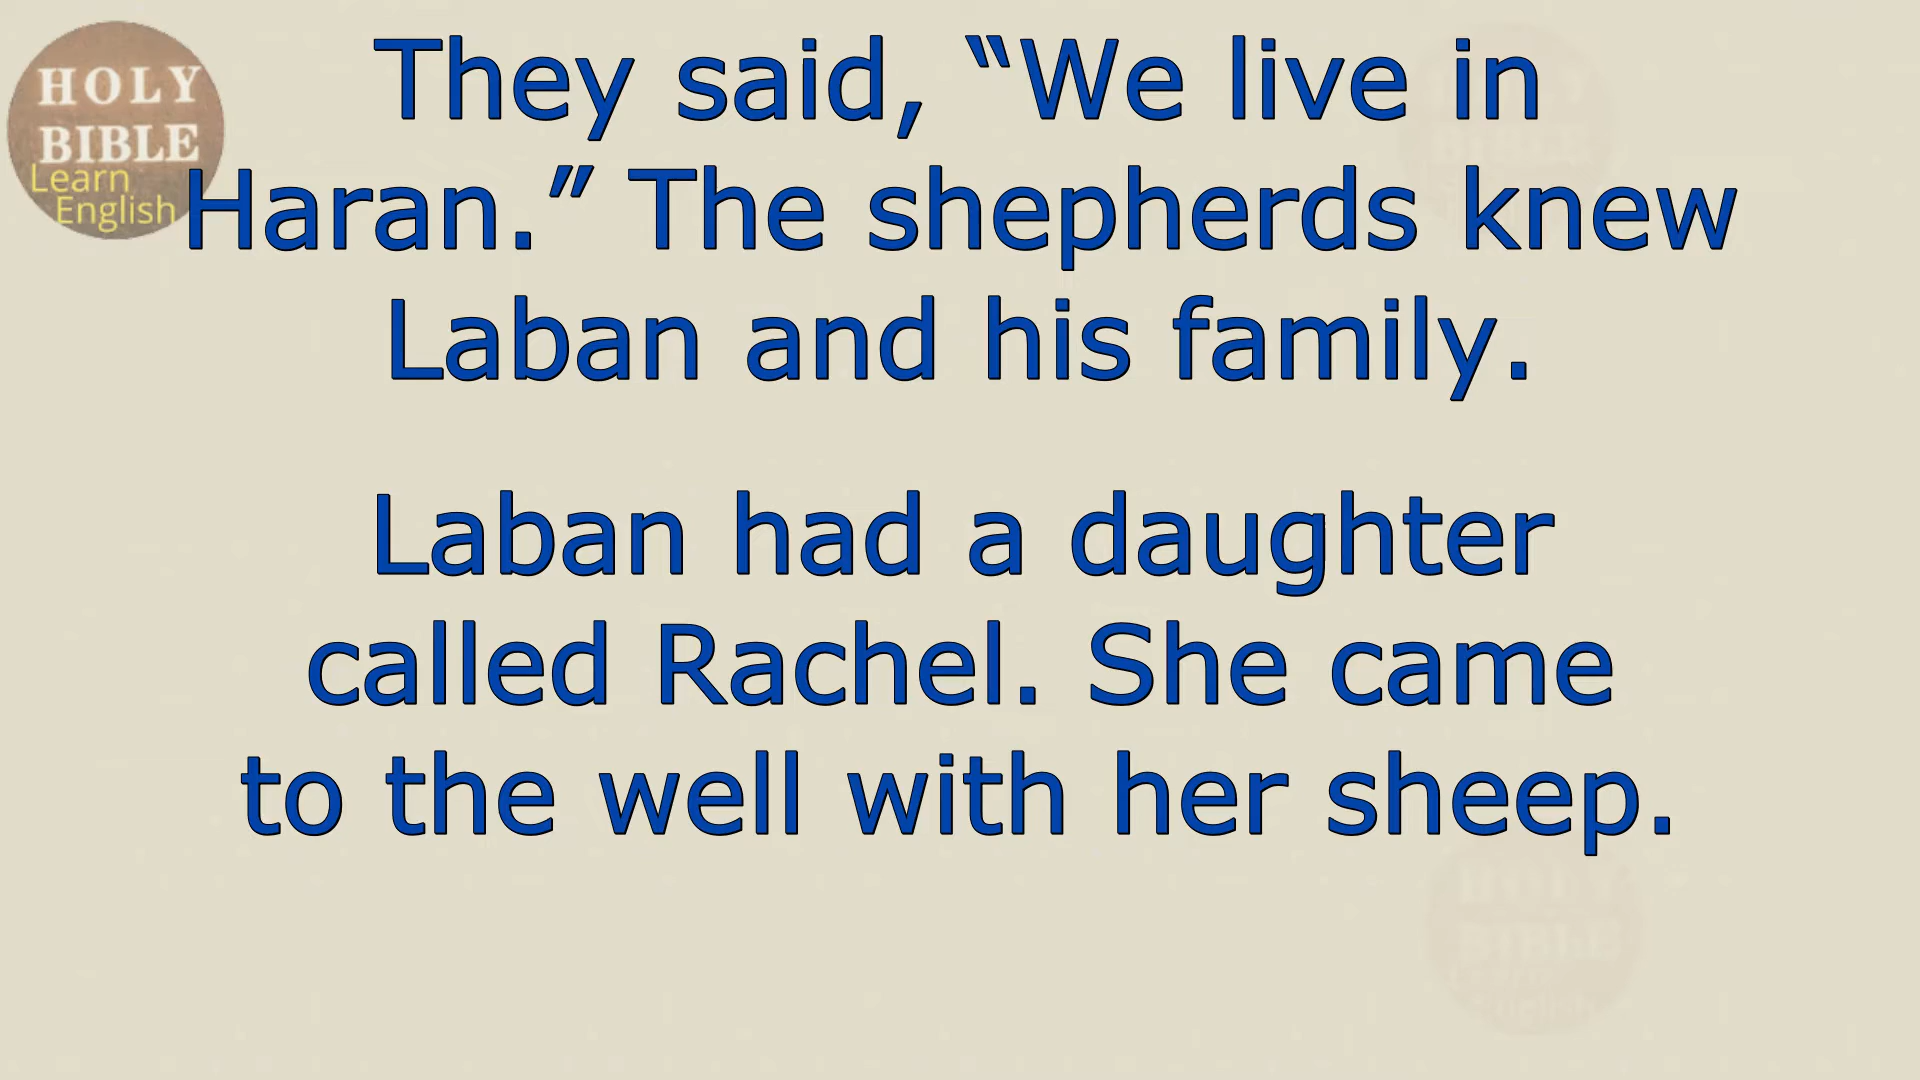 HOLY
BIBLE
Learn
English
They said, “We live in
Haran.” The shepherds knew
Laban and his family.
Laban had a daughter
called Rachel. She came
to the well with her sheep.